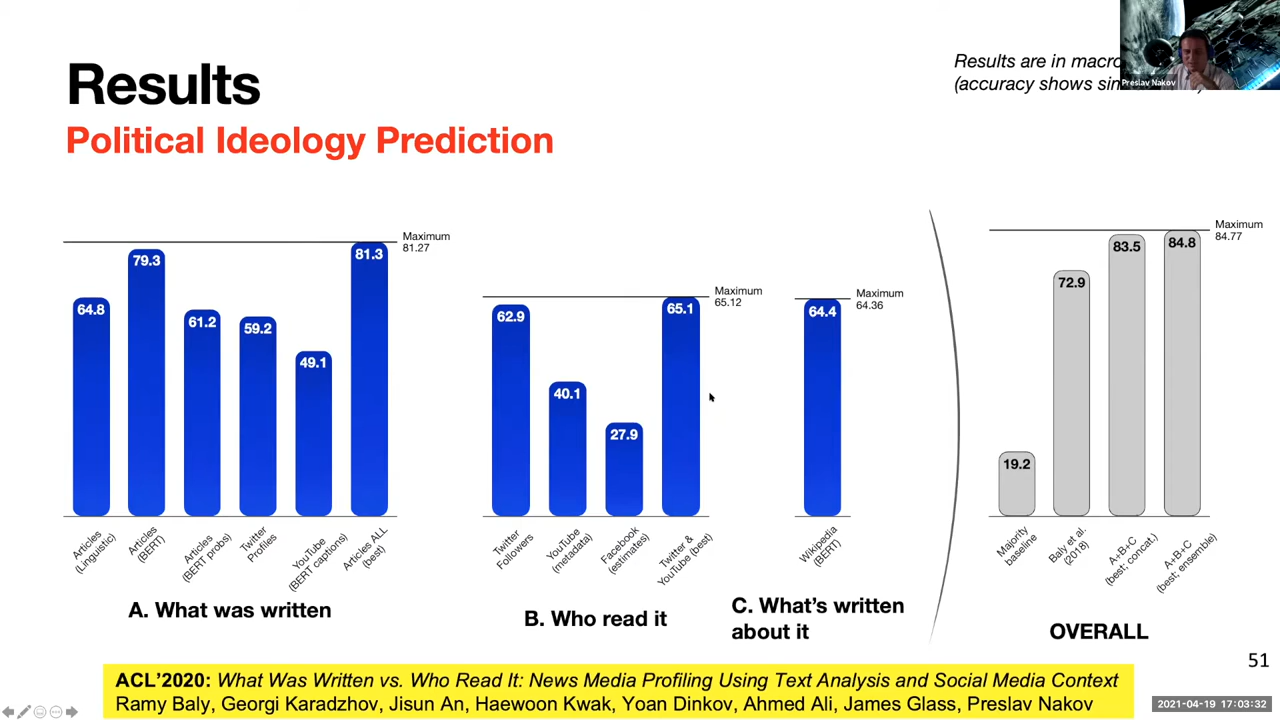 Results
Political Ideology Prediction
Results are in macro
(accuracy shows
Preslav Nakov
Maximum
81.27
64.8
79.3
61.2
59.2
49.1
81.3
Articles
(Linguistic)
Articles
(BERT)
Articles
(BERT probs)
Twitter
Profiles
YouTube
(BERT captions)
Articles ALL
(best)
A. What was written
Maximum
65.12
62.9
40.1
27.9
65.1
Twitter
Followers
YouTube
(metadata)
Facebook
(estimates)
Twitter &
YouTube (best)
B. Who read it
Maximum
64.36
64.4
Wikipedia
(BERT)
C. What's written
about it
Maximum
84.77
19.2
72.9
83.5
84.8
Majority
baseline
Baly et al.
(2018)
A+B+C
(best; concat.)
A+B+C
(best; ensemble)
OVERALL
51
ACL'2020: What Was Written vs. Who Read It: News Media Profiling Using Text Analysis and Social Media Context
Ramy Baly, Georgi Karadzhov, Jisun An, Haewoon Kwak, Yoan Dinkov, Ahmed Ali, James Glass, Preslav Nakov
2021-04-19 17:03:32